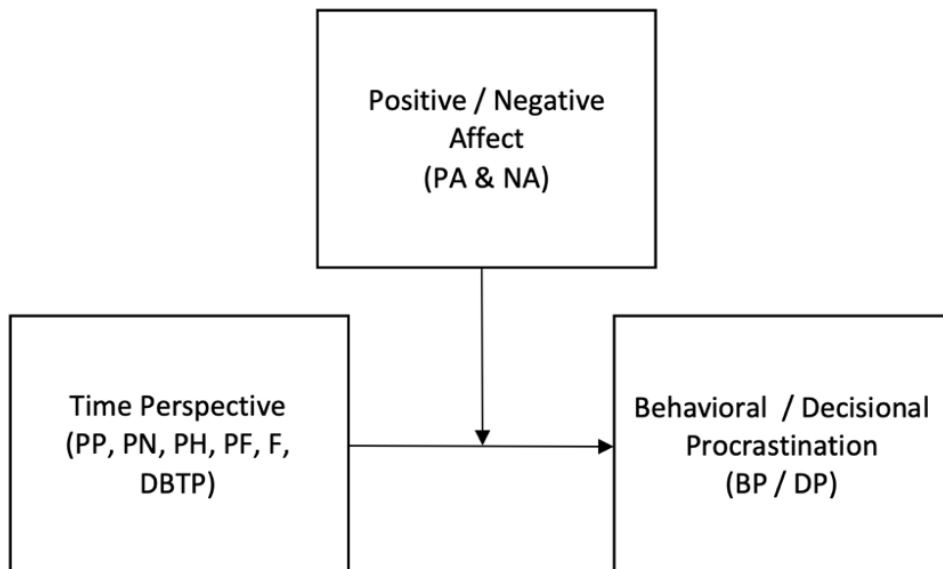 Positive / Negative
Affect
(PA & NA)
Time Perspective
(PP, PN, PH, PF, F,
DBTP)
Behavioral / Decisional
Procrastination
(BP / DP)